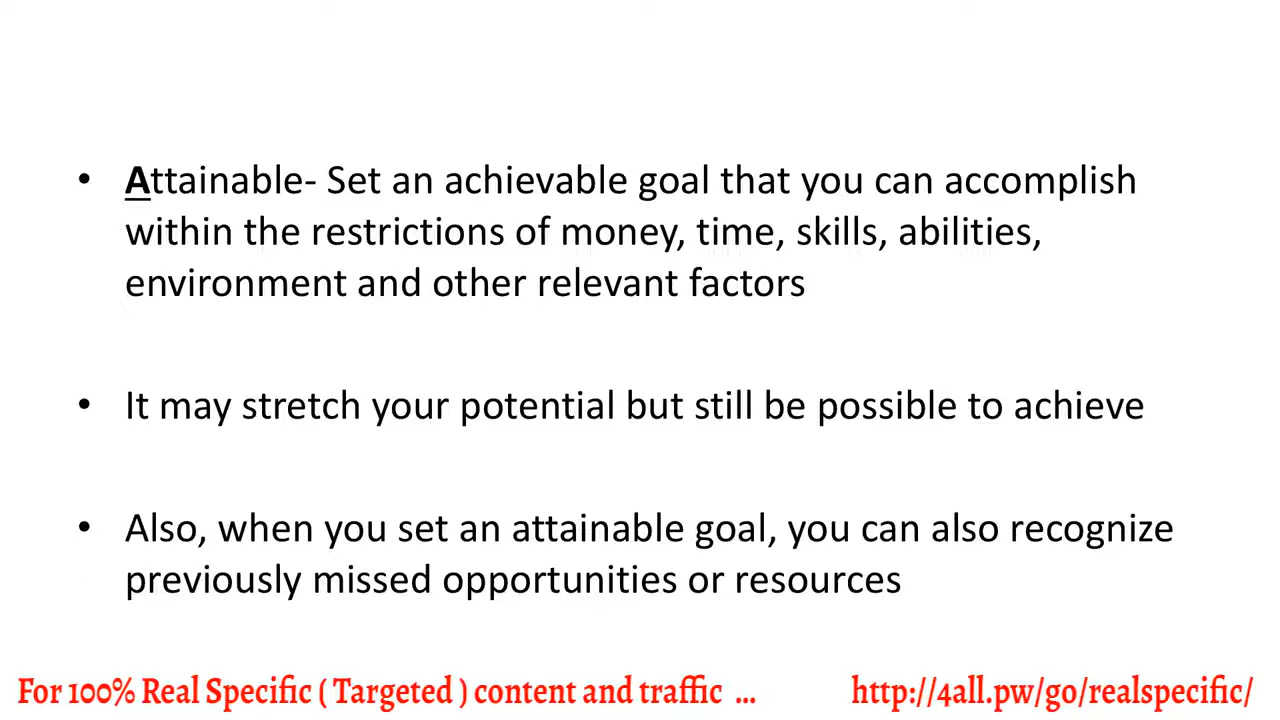 • Attainable- Set an achievable goal that you can accomplish
within the restrictions of money, time, skills, abilities,
environment and other relevant factors
• It may stretch your potential but still be possible to achieve
• Also, when you set an attainable goal, you can also recognize
previously missed opportunities or resources
For 100% Real Specific ( Targeted ) content and traffic ... http://4all.pw/go/realspecific/